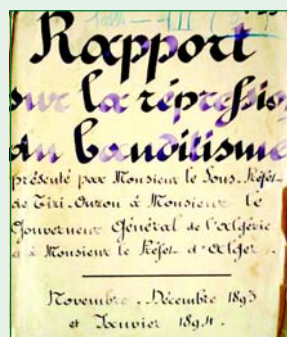 Rapport
sur la répression
du banditisme
présenté par Monsieur le Sous-Préfet
de Tizi-Ouzou à Monsieur le
Gouverneur Général de l'Algérie
et à Monsieur le Préfet d'Alger.
Novembre, Décembre 1893
et Janvier 1894.